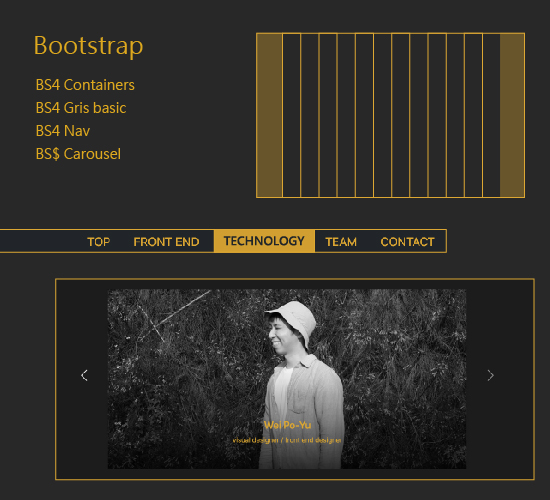 Bootstrap
BS4 Containers
BS4 Gris basic
BS4 Nav
BS$ Carousel
TOP FRONT END TECHNOLOGY TEAM CONTACT
Wei Po-Yu
visual designer / front end designer